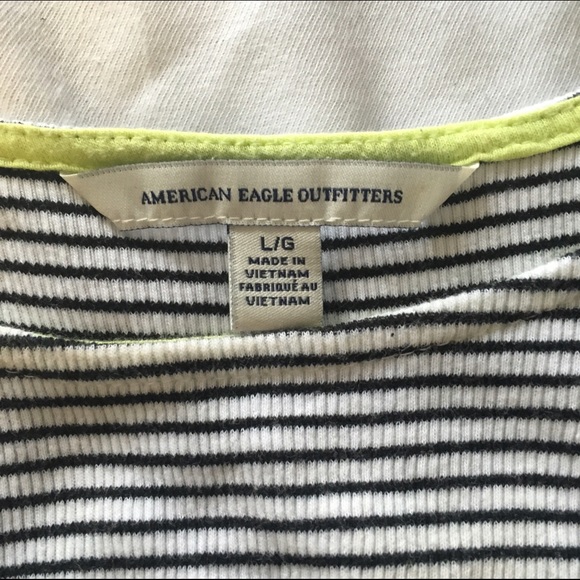 AMERICAN EAGLE OUTFITTERS
L/G
MADE IN
VIETNAM
FABRIQUÉ AU
VIETNAM